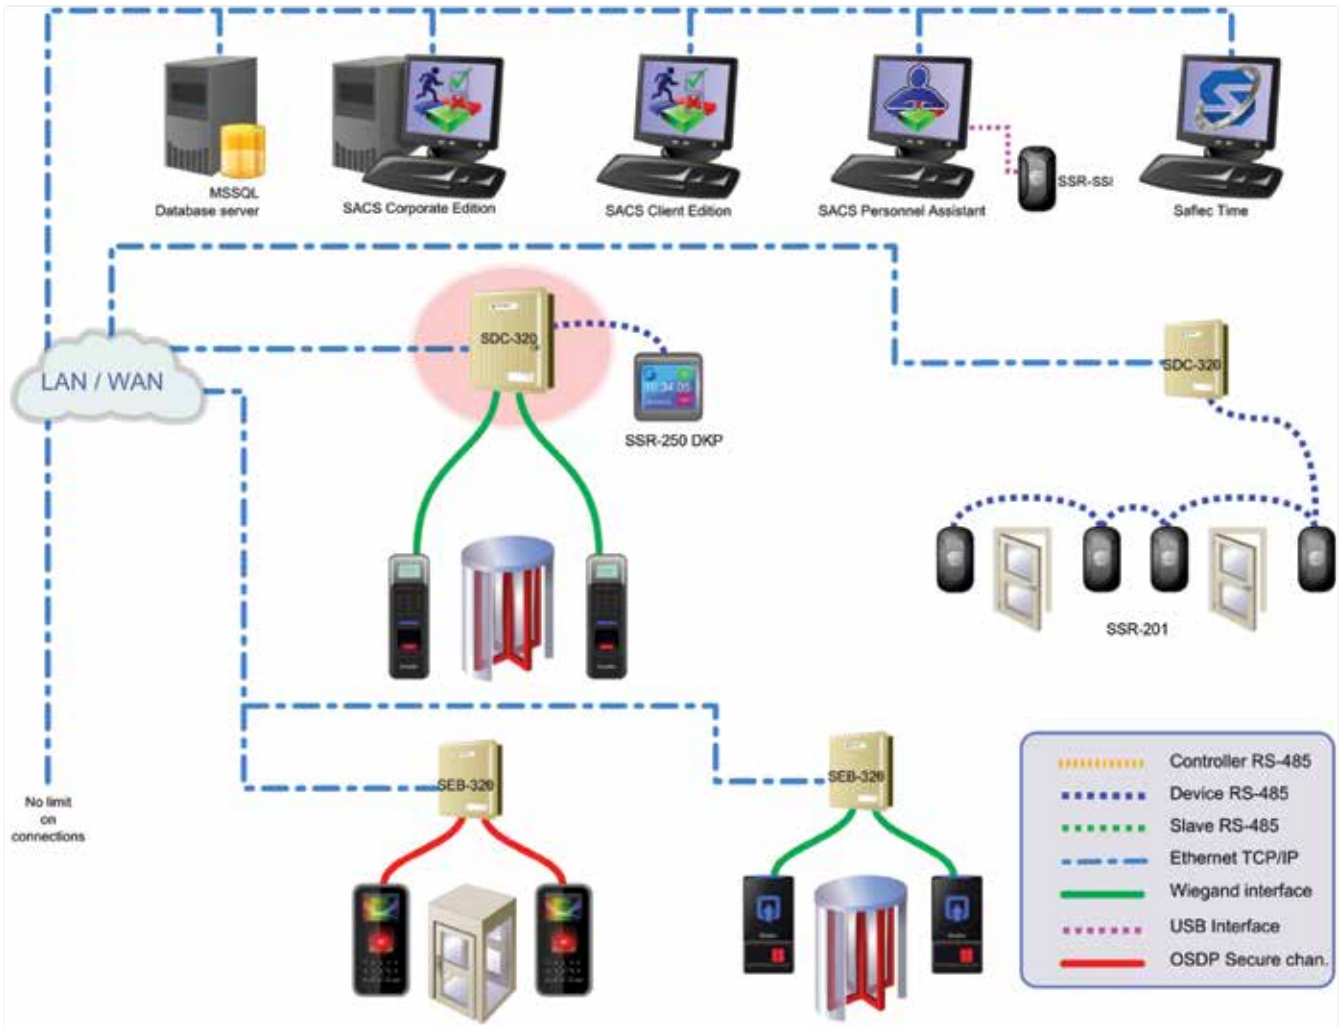 MSSQL
Database server
SACS Corporate Edition
SACS Client Edition
SACS Personnel Assistant
SSR-SSI
Saflec Time
SDC-320
SDC-320
LAN / WAN
SSR-250 DKP
SSR-201
SEB-320
SEB-320
No limit
on
connections
Controller RS-485
Device RS-485
Slave RS-485
Ethernet TCP/IP
Wiegand interface
USB Interface
OSDP Secure chan.